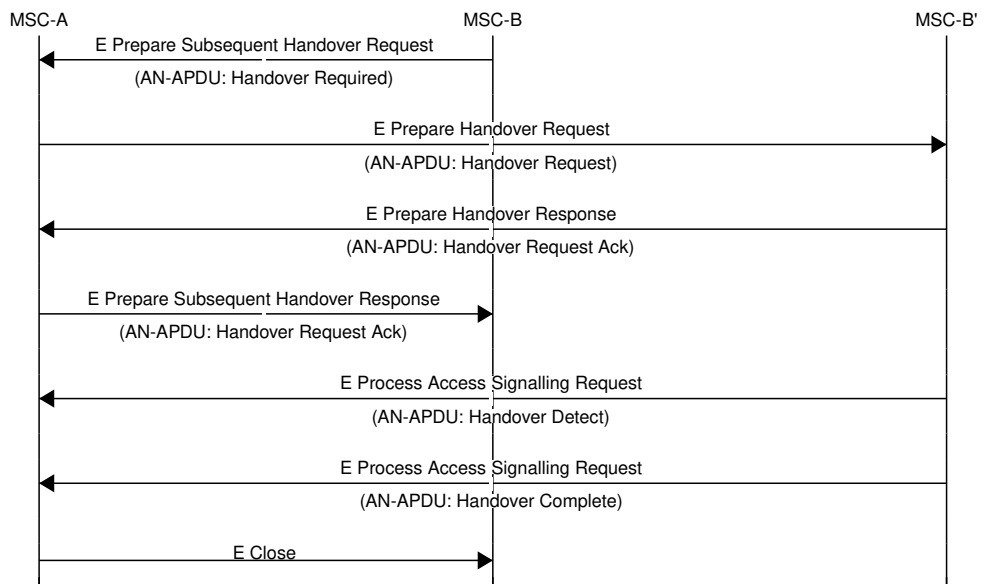 MSC-A MSC-B MSC-B'
E Prepare Subsequent Handover Request
(AN-APDU: Handover Required)
E Prepare Handover Request
(AN-APDU: Handover Request)
E Prepare Handover Response
(AN-APDU: Handover Request Ack)
E Prepare Subsequent Handover Response
(AN-APDU: Handover Request Ack)
E Process Access Signalling Request
(AN-APDU: Handover Detect)
E Process Access Signalling Request
(AN-APDU: Handover Complete)
E Close